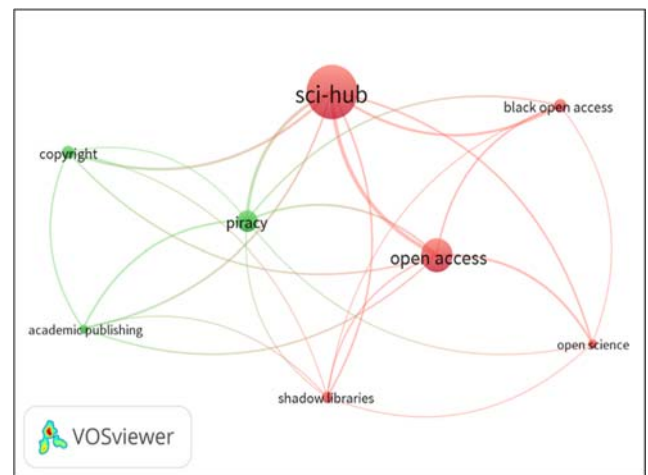 sci-hub
black open access
copyright
piracy
open access
academic publishing
open science
shadow libraries
VOSviewer